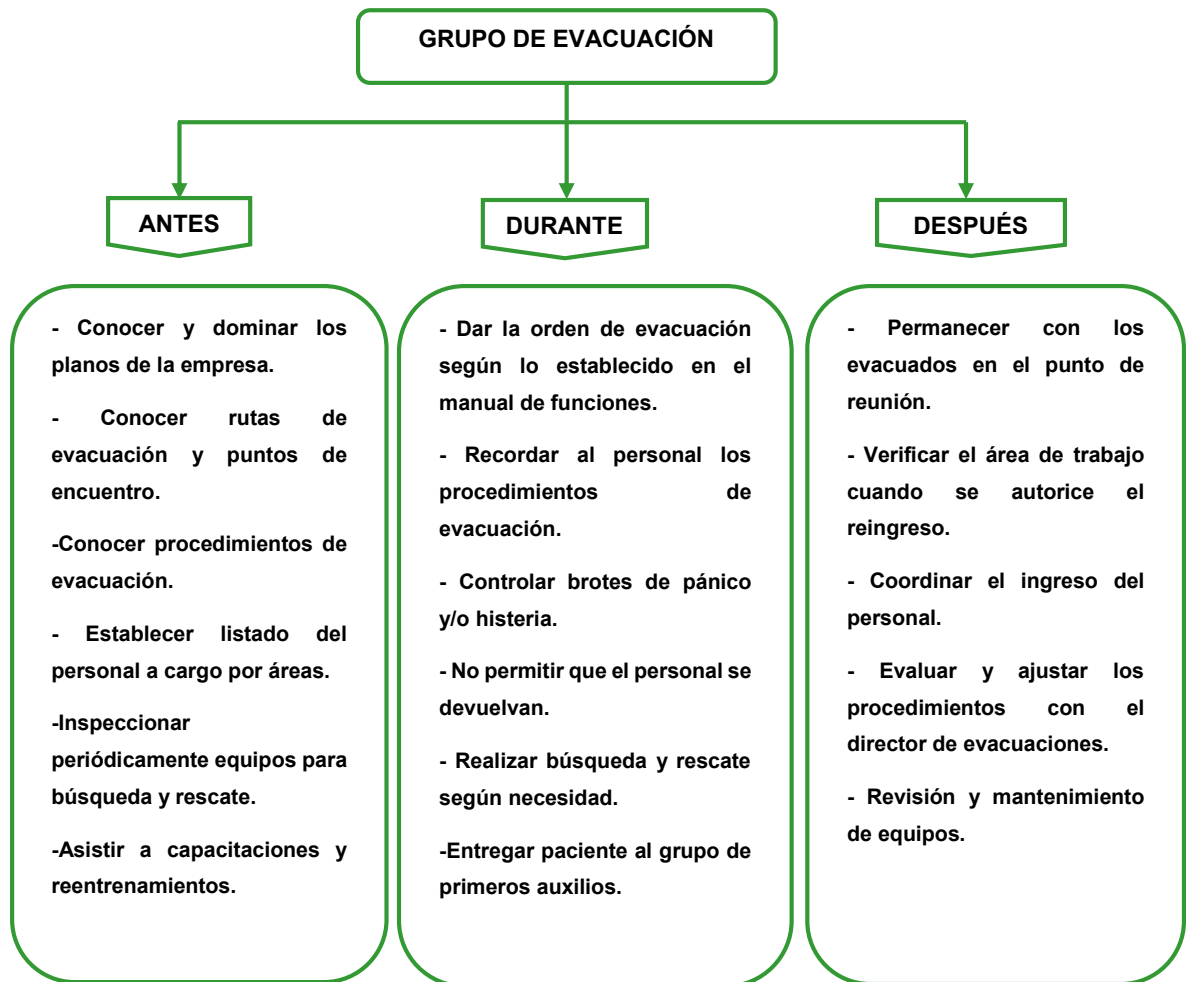 GRUPO DE EVACUACIÓN
ANTES
- Conocer y dominar los
planos de la empresa.
- Conocer rutas de
evacuación y puntos de
encuentro.
-Conocer procedimientos de
evacuación.
- Establecer listado del
personal a cargo por áreas.
-Inspeccionar
periódicamente equipos para
búsqueda y rescate.
-Asistir a capacitaciones y
reentrenamientos.
DURANTE
- Dar la orden de evacuación
según lo establecido en el
manual de funciones.
- Recordar al personal los
procedimientos de
evacuación.
- Controlar brotes de pánico
y/o histeria.
- No permitir que el personal se
devuelvan.
- Realizar búsqueda y rescate
según necesidad.
-Entregar paciente al grupo de
primeros auxilios.
DESPUÉS
- Permanecer con los
evacuados en el punto de
reunión.
- Verificar el área de trabajo
cuando se autorice el
reingreso.
- Coordinar el ingreso del
personal.
- Evaluar y ajustar los
procedimientos con el
director de evacuaciones.
- Revisión y mantenimiento
de equipos.